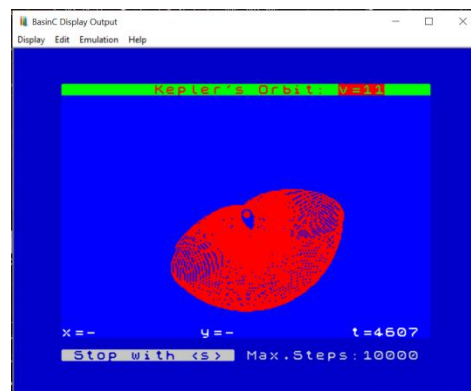 BasinC Display Output
Display Edit Emulation Help
Kepler's Orbit: v=11
x=- y=- t=4607
Stop with <s> Max.Steps:10000